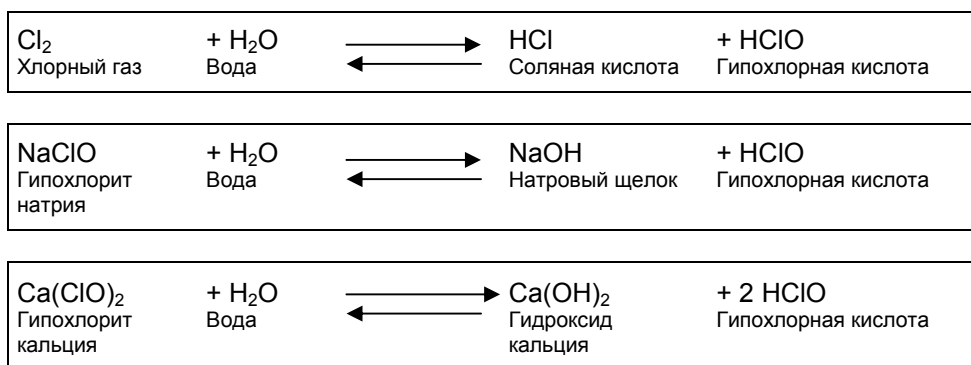 Cl₂ + H₂O HCl + HClO
Хлорный газ Вода Соляная кислота Гипохлорная кислота
NaClO + H₂O NaOH + HClO
Гипохлорит Вода Натровый щелок Гипохлорная кислота
натрия
Ca(ClO)₂ + H₂O Ca(OH)₂ + 2 HClO
Гипохлорит Вода Гидроксид Гипохлорная кислота
кальция кальция